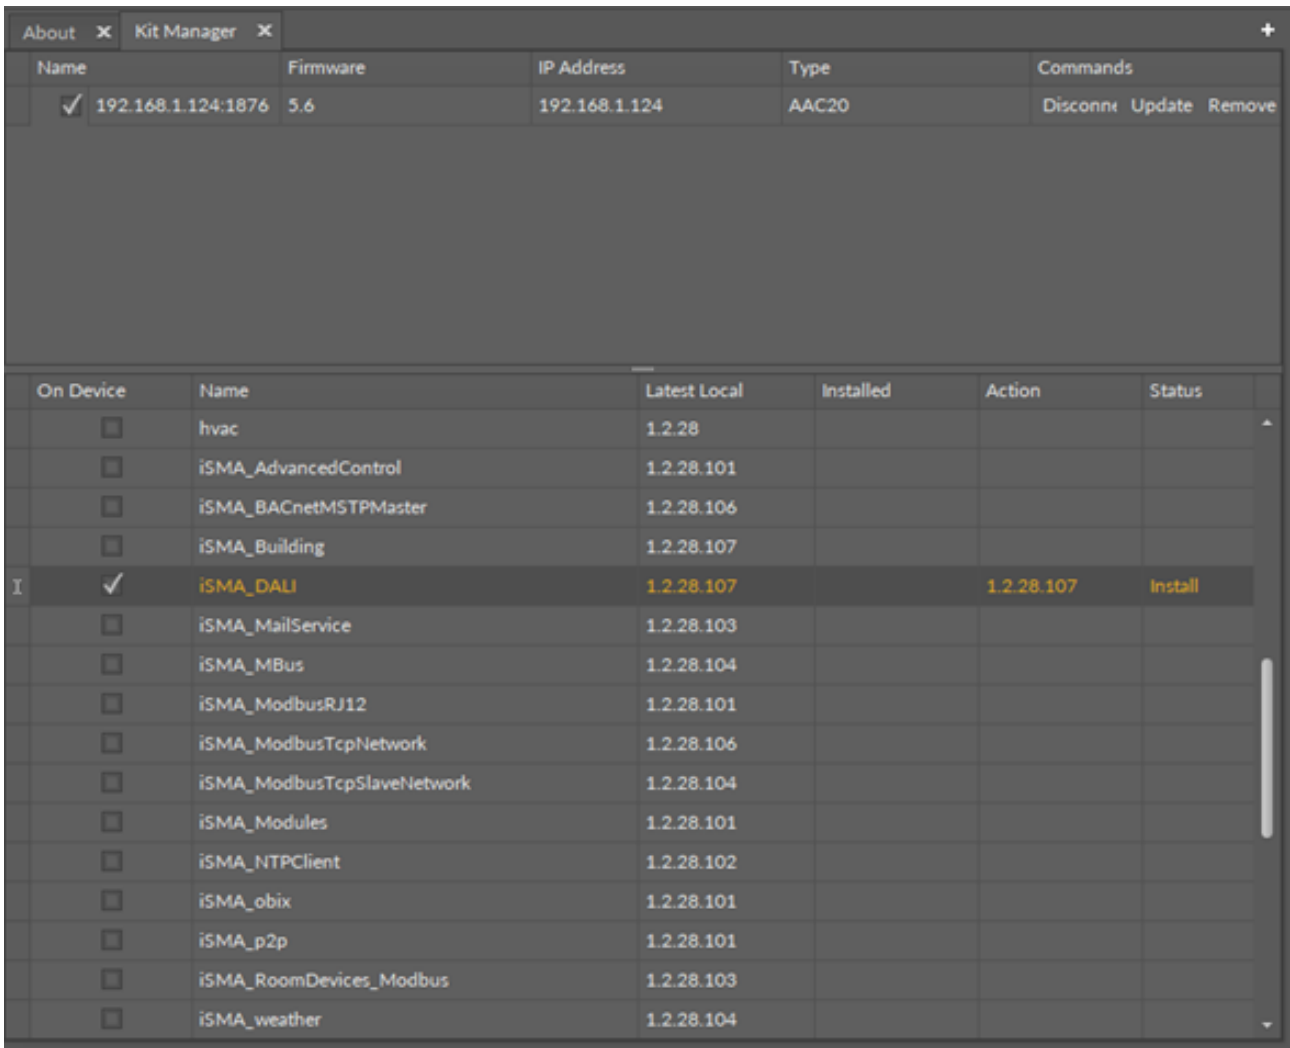 About Kit Manager
Name Firmware IP Address Type Commands
192.168.1.124:1876 5.6 192.168.1.124 AAC20 Disconne Update Remove
On Device Name Latest Local Installed Action Status
hvac 1.2.28
iSMA_AdvancedControl 1.2.28.101
iSMA_BACnetMSTPMaster 1.2.28.106
iSMA_Building 1.2.28.107
iSMA_DALI 1.2.28.107 1.2.28.107 Install
iSMA_MailService 1.2.28.103
iSMA_MBus 1.2.28.104
iSMA_ModbusRJ12 1.2.28.101
iSMA_ModbusTcpNetwork 1.2.28.106
iSMA_ModbusTcpSlaveNetwork 1.2.28.104
iSMA_Modules 1.2.28.101
iSMA_NTPClient 1.2.28.102
iSMA_obix 1.2.28.101
iSMA_p2p 1.2.28.101
iSMA_RoomDevices_Modbus 1.2.28.103
iSMA_weather 1.2.28.104